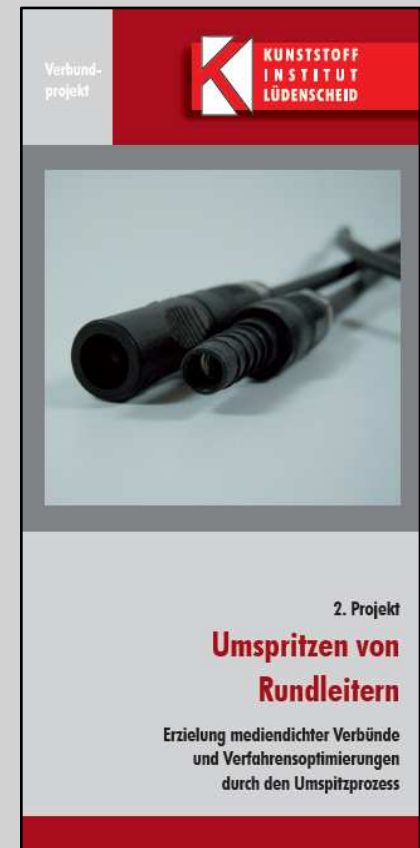 Verbund-
projekt
KUNSTSTOFF
INSTITUT
LÜDENSCHEID
2. Projekt
Umspritzen von
Rundleitern
Erzielung mediendichter Verbünde
und Verfahrensoptimierungen
durch den Umspitzprozess